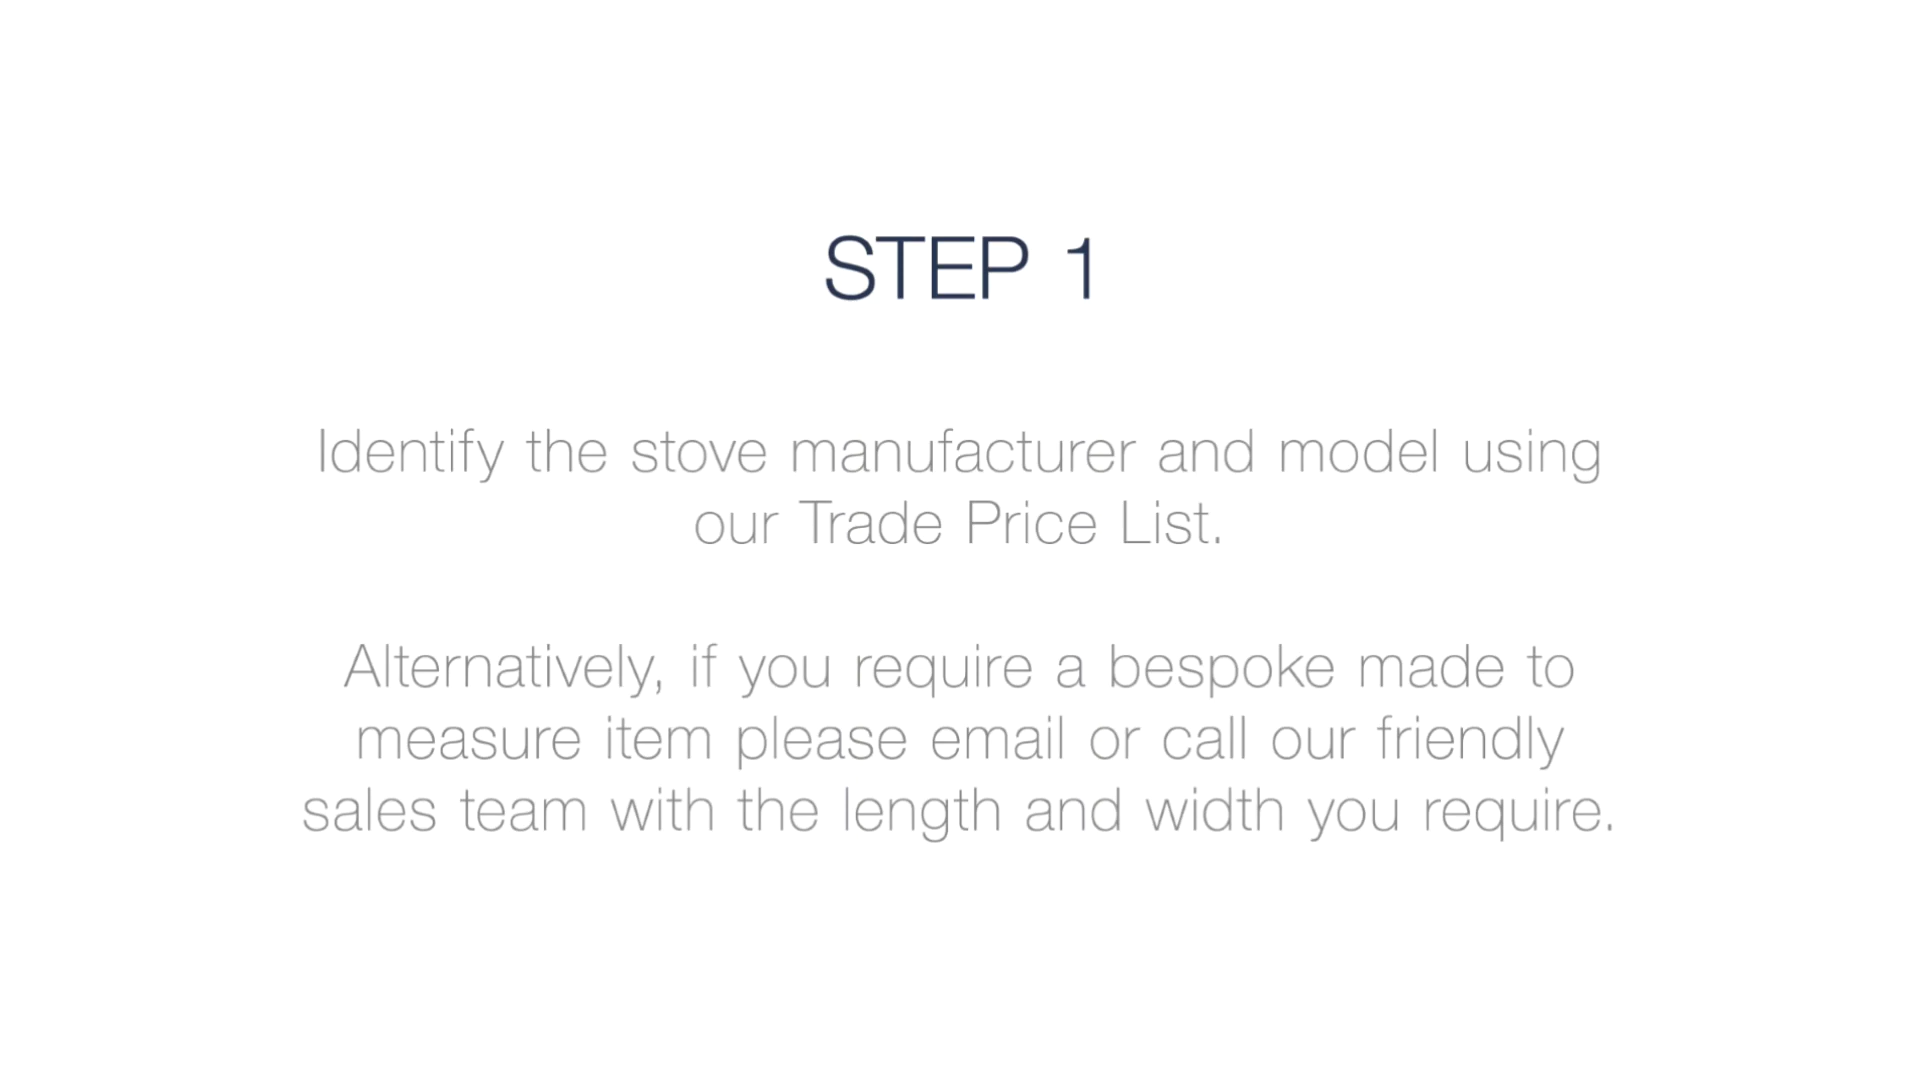 STEP 1
Identify the stove manufacturer and model using
our Trade Price List.
Alternatively, if you require a bespoke made to
measure item please email or call our friendly
sales team with the length and width you require.